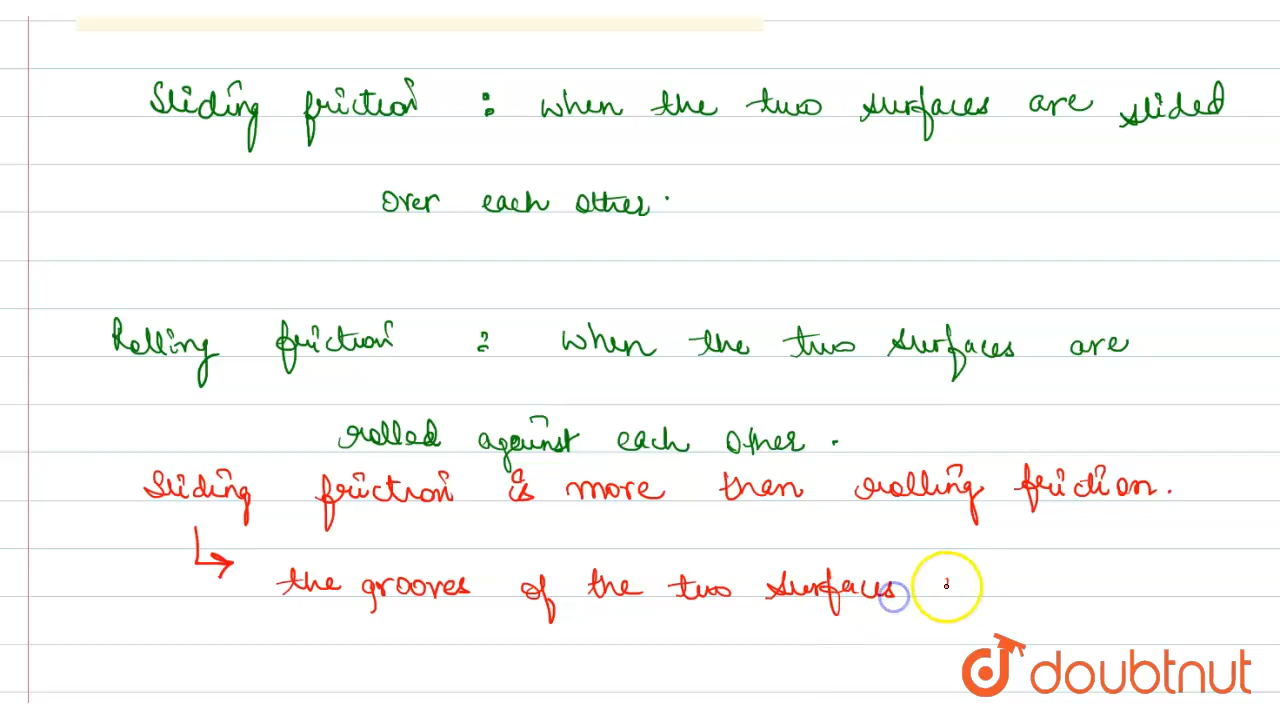 Sliding friction : when the two surfaces are slided
over each other.
Rolling friction : when the two surfaces are
rolled against each other.
Sliding friction is more than rolling friction.
the grooves of the two surfaces
doubtnut